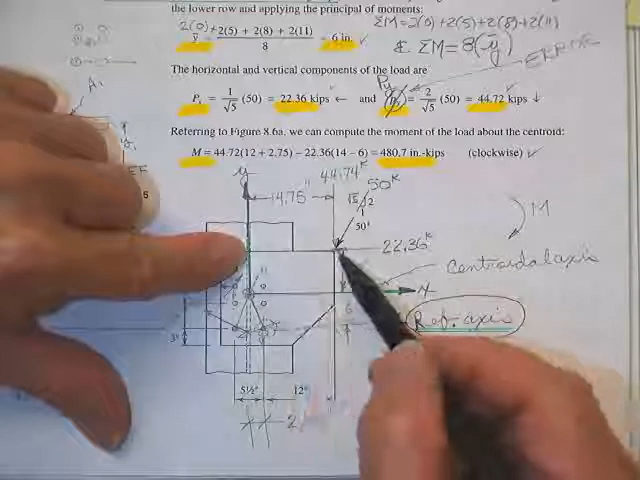 the lower row and applying the principal of moments:
ΣM = 2(0) + 2(5) + 2(8) + 2(11)
ȳ = 2(0) + 2(5) + 2(8) + 2(11) / 8 = 6 in. ✓
& ΣM = 8(ȳ)
ERROR
The horizontal and vertical components of the load are
Py
Px = 1/√5 (50) = 22.36 kips ← and = 2/√5 (50) = 44.72 kips ↓
Referring to Figure 8.6a, we can compute the moment of the load about the centroid:
M = 44.72(12 + 2.75) − 22.36(14 − 6) = 480.7 in.-kips (clockwise) ✓
A1
y
14.75"
44.74K
50K
√5 2
1
50k
22.36K
M
Centroidal axis
X
Ref. axis
6
3"
5½"
12"
2